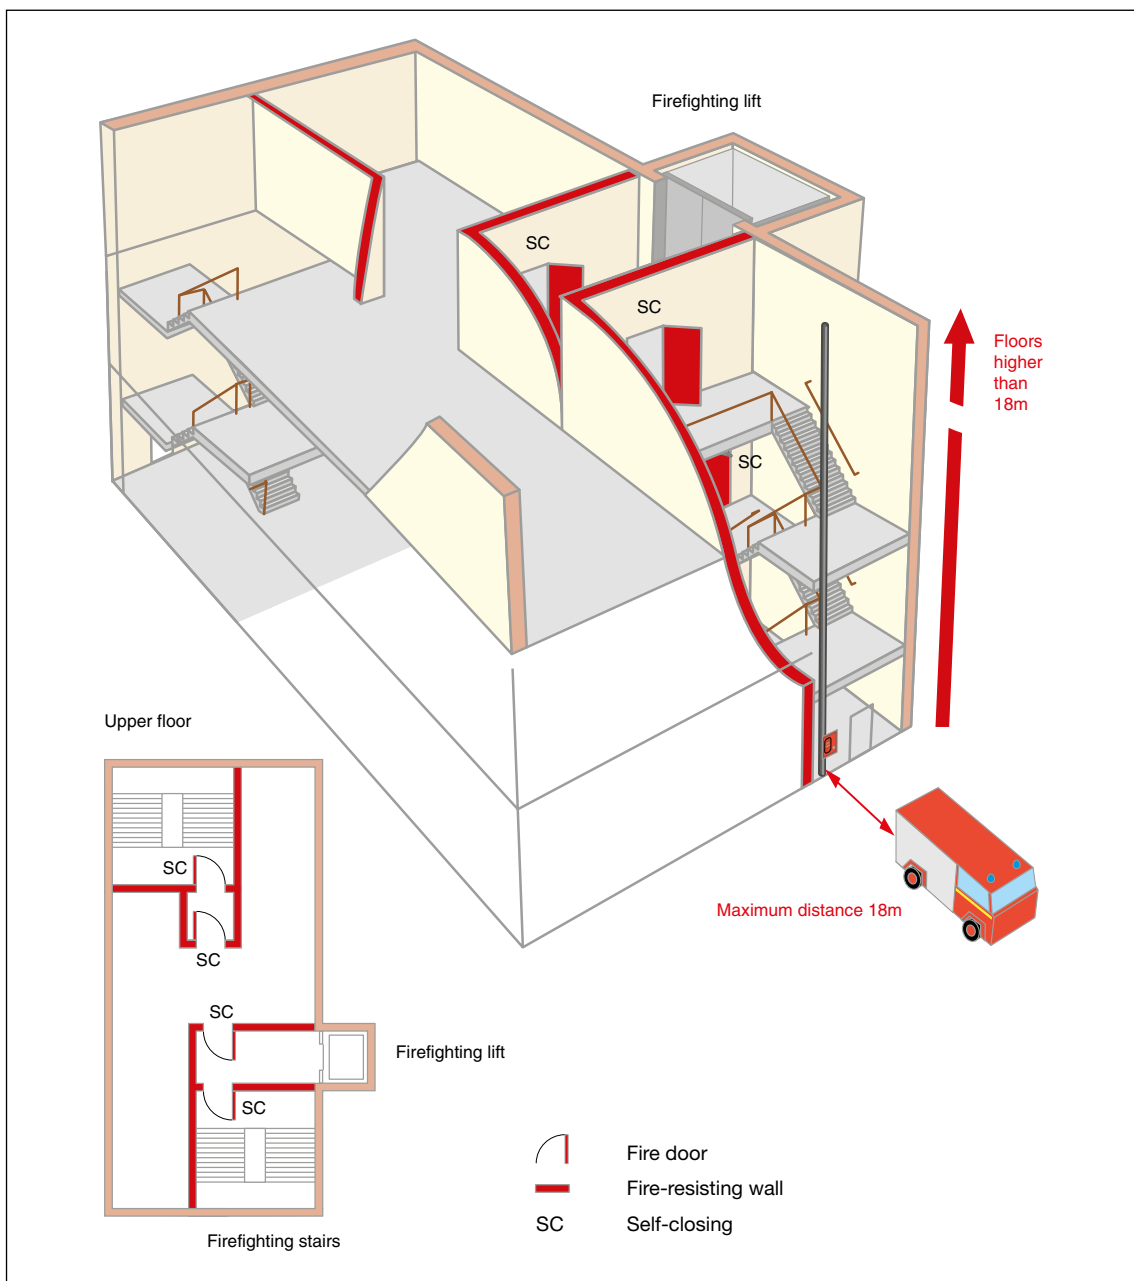 Firefighting lift
SC
SC
Floors
higher
than
18m
SC
Upper floor
Maximum distance 18m
SC
SC
SC
Firefighting lift
SC
Fire door
Fire-resisting wall
SC Self-closing
Firefighting stairs